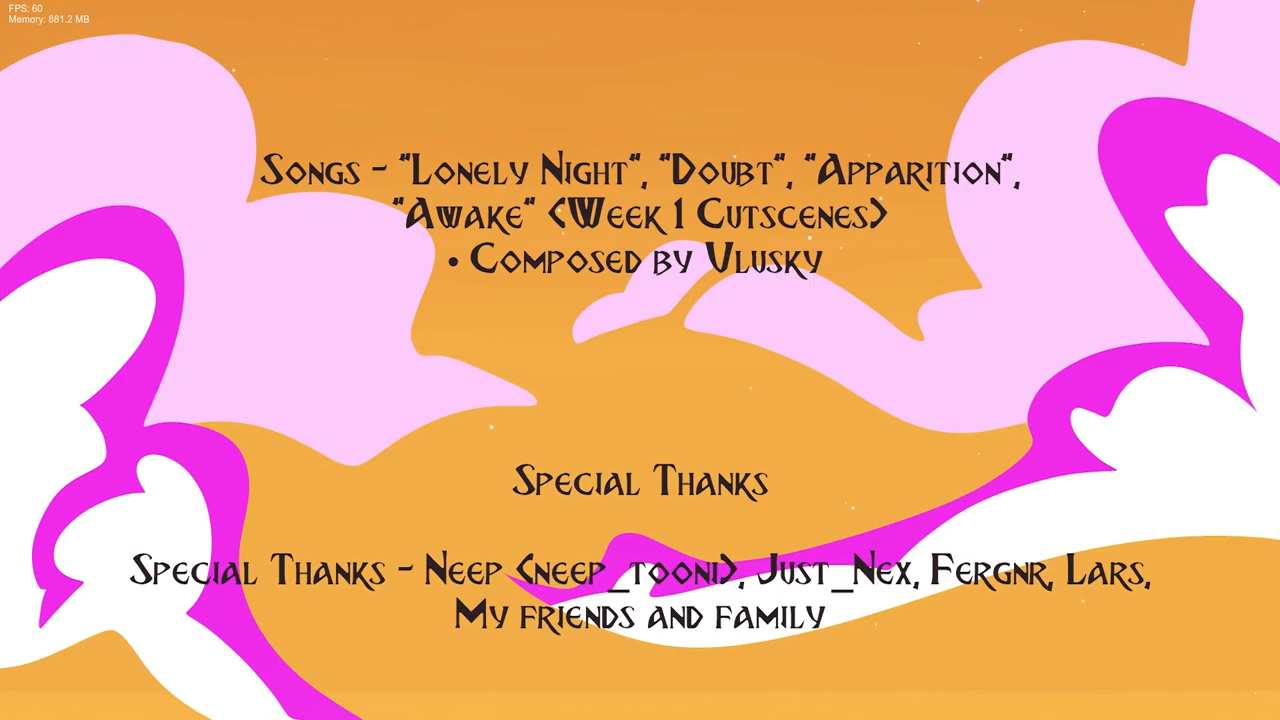 FPS: 60
Memory: 881.2 MB
Songs - "Lonely Night", "Doubt", "Apparition",
"Awake" (Week 1 Cutscenes)
• Composed by Vlusky
Special Thanks
Special Thanks - Neep (neep_tooni), Just_Nex, Fergnr, Lars,
My friends and family